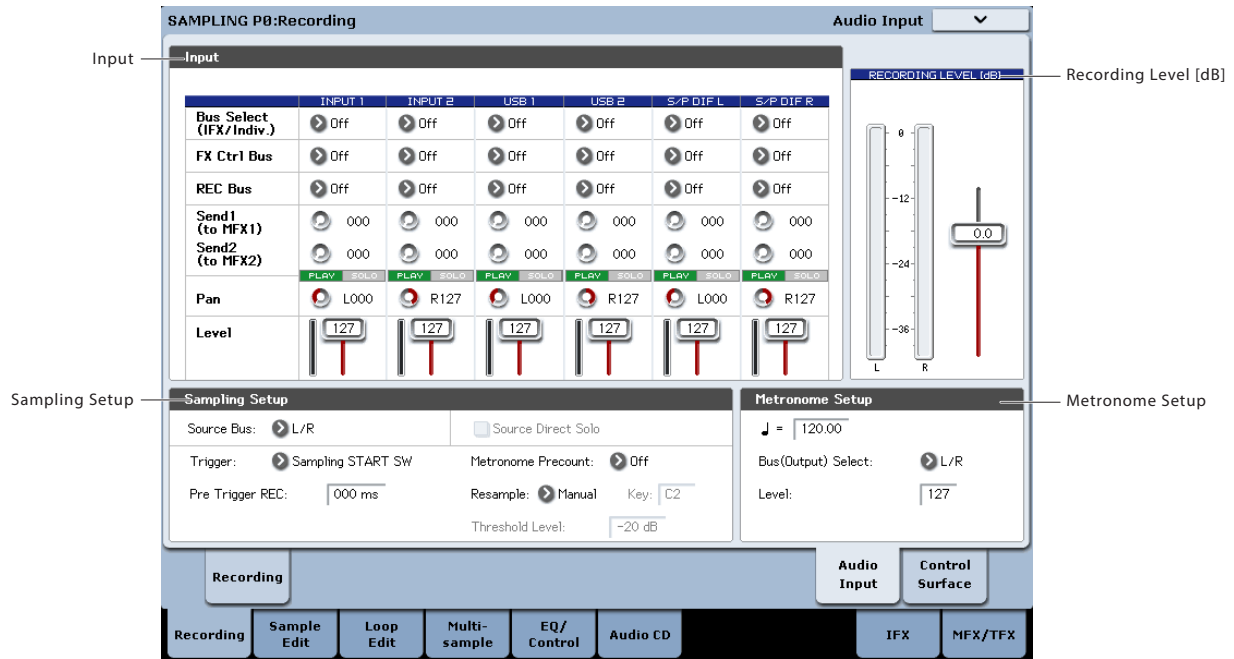 SAMPLING P0:Recording
Audio Input
Input
Input
RECORDING LEVEL [dB]
Recording Level [dB]
INPUT 1 INPUT 2 USB 1 USB 2 S/P DIF L S/P DIF R
Bus Select
(IFX/Indiv.)
Off Off Off Off Off Off
FX Ctrl Bus Off Off Off Off Off Off
REC Bus Off Off Off Off Off Off
Send1
(to MFX1)
000 000 000 000 000 000
Send2
(to MFX2)
000 000 000 000 000 000
PLAY SOLO PLAY SOLO PLAY SOLO PLAY SOLO PLAY SOLO PLAY SOLO
Pan L000 R127 L000 R127 L000 R127
Level 127 127 127 127 127 127
0
-12
-24
-36
L R
0.0
Sampling Setup
Sampling Setup
Source Bus: L/R
Source Direct Solo
Trigger: Sampling START SW
Metronome Precount: Off
Pre Trigger REC: 000 ms
Resample: Manual Key: C2
Threshold Level: -20 dB
Metronome Setup
Metronome Setup
♩ = 120.00
Bus(Output) Select: L/R
Level: 127
Recording
Audio
Input
Control
Surface
Recording
Sample
Edit
Loop
Edit
Multi-
sample
EQ/
Control
Audio CD
IFX
MFX/TFX